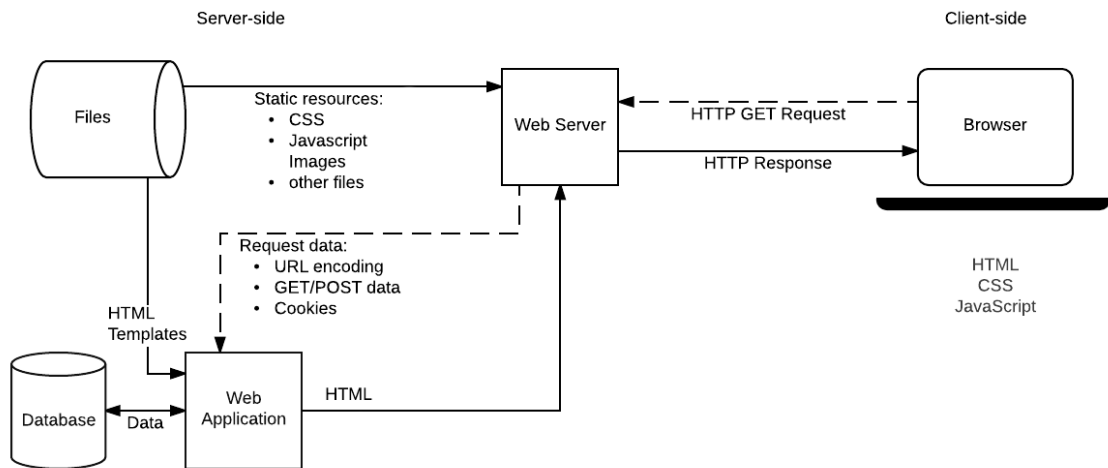 Server-side
Client-side
Files
Static resources:
• CSS
• Javascript
Images
• other files
Web Server
HTTP GET Request
HTTP Response
Browser
Request data:
• URL encoding
• GET/POST data
• Cookies
HTML
CSS
JavaScript
HTML
Templates
Database
Data
Web
Application
HTML